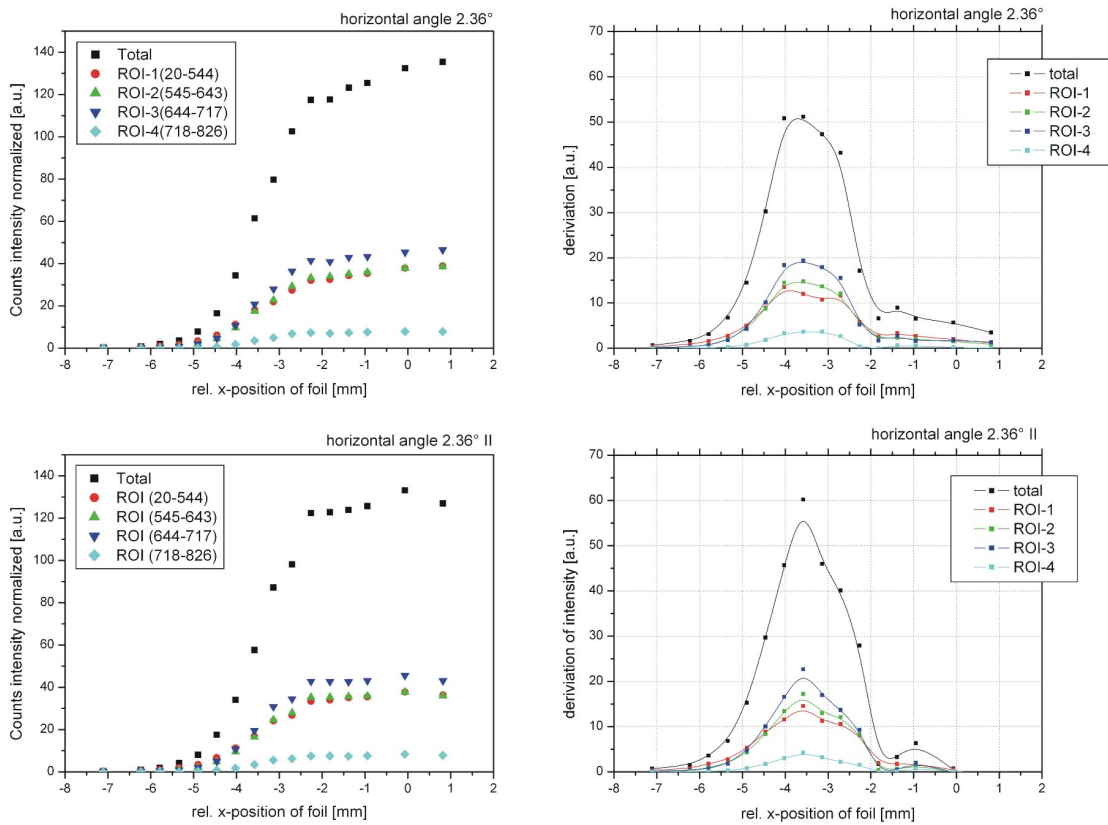 horizontal angle 2.36°
Total
ROI-1(20-544)
ROI-2(545-643)
ROI-3(644-717)
ROI-4(718-826)
Counts intensity normalized [a.u.]
140
120
100
80
60
40
20
0
-8 -7 -6 -5 -4 -3 -2 -1 0 1 2
rel. x-position of foil [mm]
horizontal angle 2.36°
total
ROI-1
ROI-2
ROI-3
ROI-4
deriviation [a.u.]
70
60
50
40
30
20
10
0
-8 -7 -6 -5 -4 -3 -2 -1 0 1 2
rel. x-position of foil [mm]
horizontal angle 2.36° II
Total
ROI (20-544)
ROI (545-643)
ROI (644-717)
ROI (718-826)
Counts intensity normalized [a.u.]
140
120
100
80
60
40
20
0
-8 -7 -6 -5 -4 -3 -2 -1 0 1 2
rel. x-position of foil [mm]
horizontal angle 2.36° II
total
ROI-1
ROI-2
ROI-3
ROI-4
deriviation of intensity [a.u.]
70
60
50
40
30
20
10
0
-8 -7 -6 -5 -4 -3 -2 -1 0 1 2
rel. x-position of foil [mm]